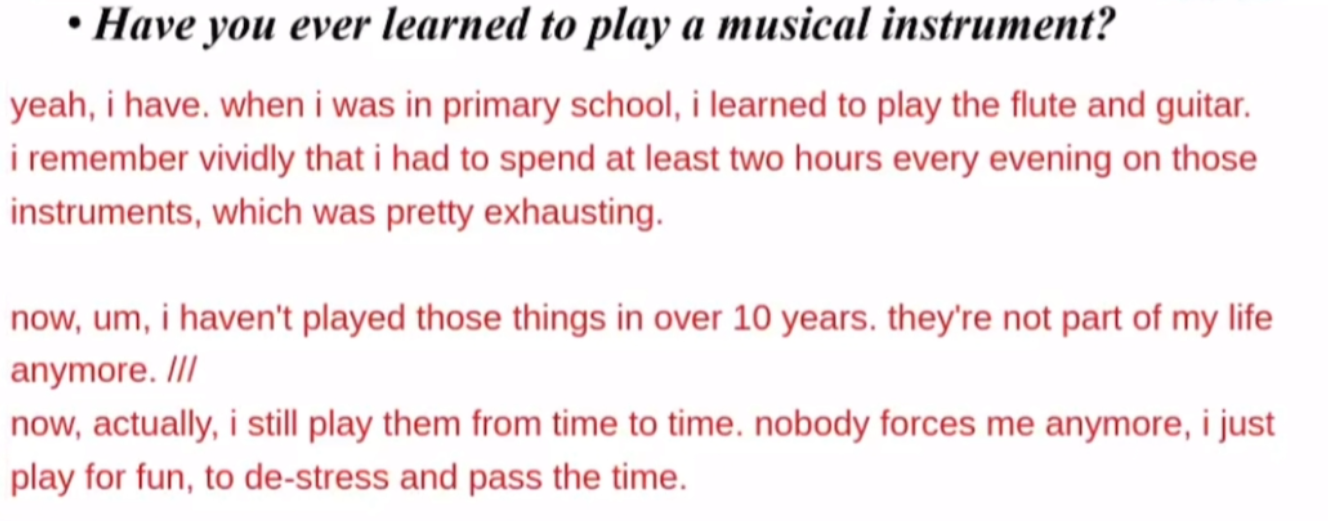 • Have you ever learned to play a musical instrument?
yeah, i have. when i was in primary school, i learned to play the flute and guitar.
i remember vividly that i had to spend at least two hours every evening on those
instruments, which was pretty exhausting.
now, um, i haven't played those things in over 10 years. they're not part of my life
anymore. ///
now, actually, i still play them from time to time. nobody forces me anymore, i just
play for fun, to de-stress and pass the time.